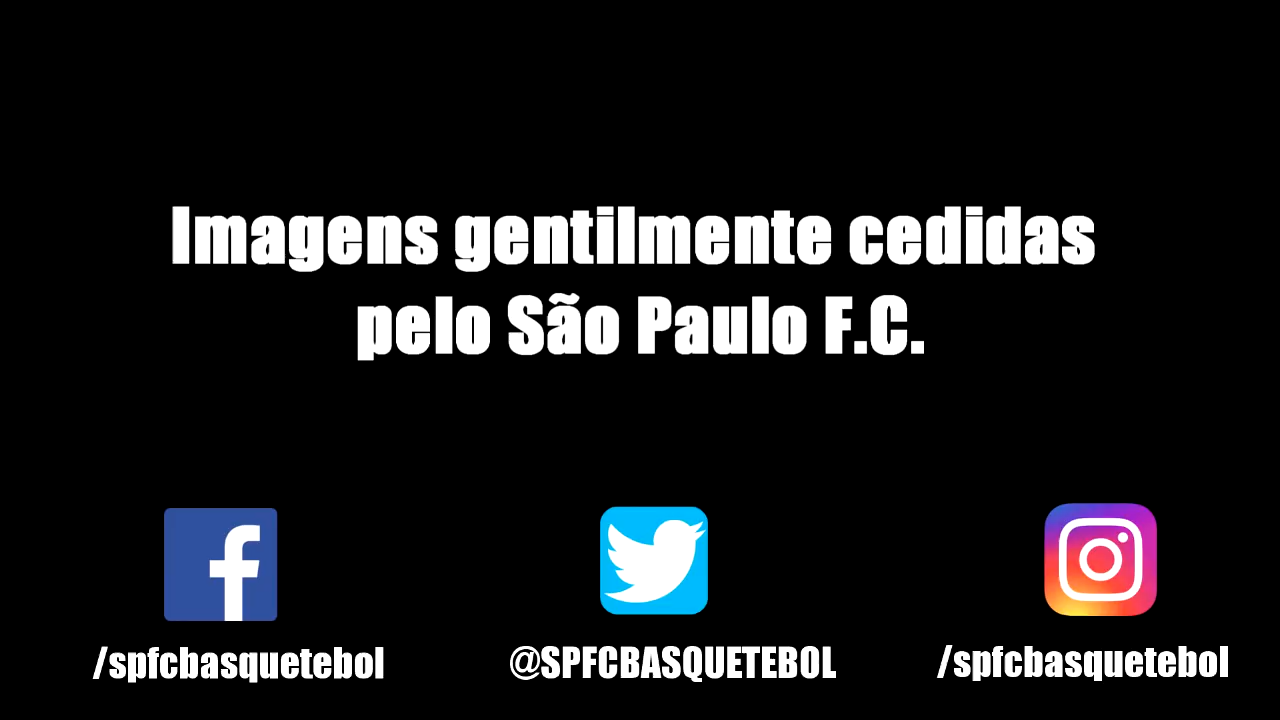 Imagens gentilmente cedidas
pelo São Paulo F.C.
/spfcbasquetebol
@SPFCBASQUETEBOL
/spfcbasquetebol